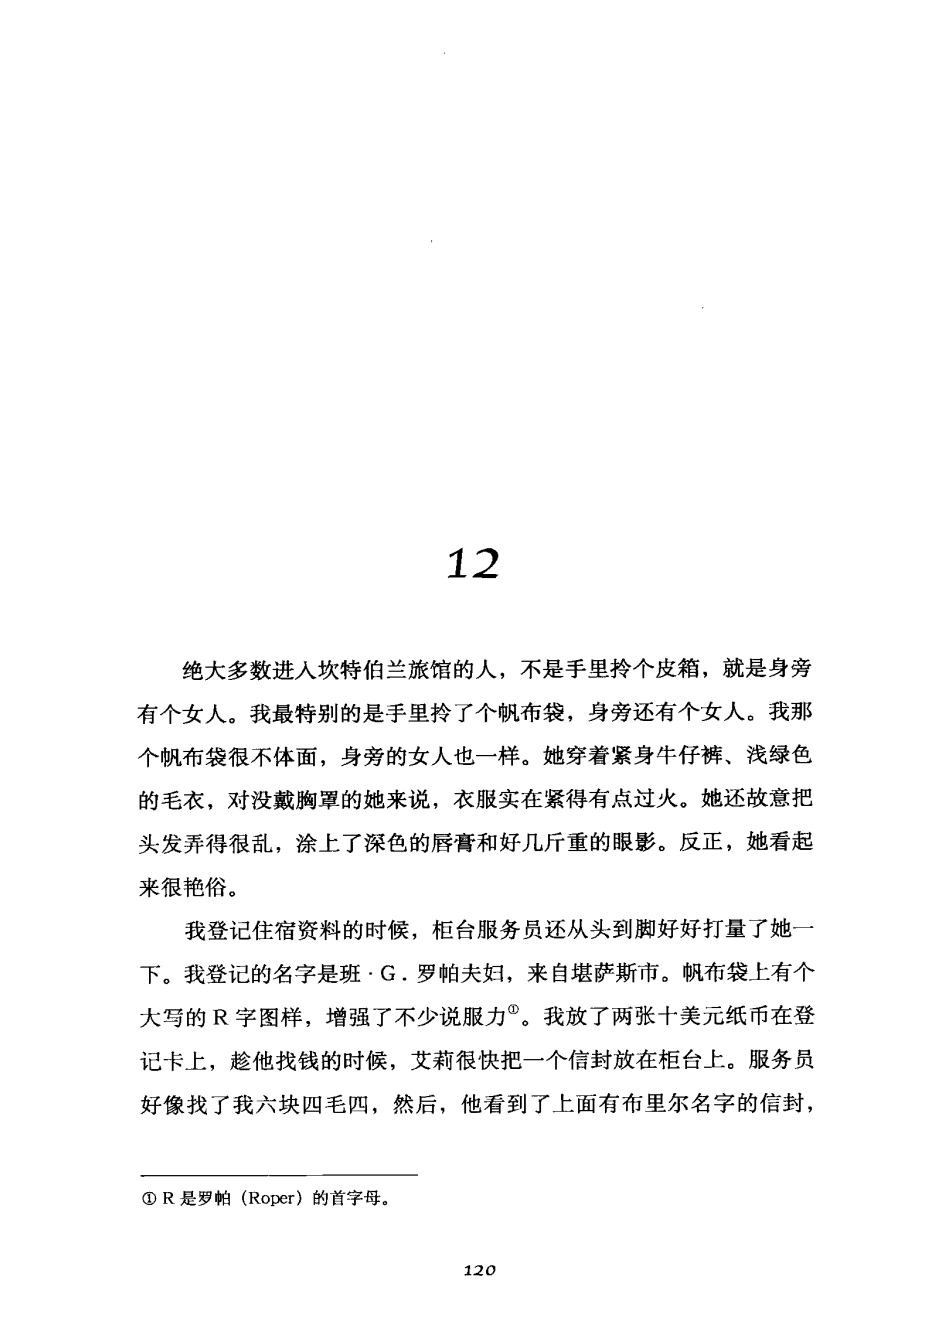 12
绝大多数进入坎特伯兰旅馆的人，不是手里拎个皮箱，就是身旁
有个女人。我最特别的是手里拎了个帆布袋，身旁还有个女人。我那
个帆布袋很不体面，身旁的女人也一样。她穿着紧身牛仔裤、浅绿色
的毛衣，对没戴胸罩的她来说，衣服实在紧得有点过火。她还故意把
头发弄得很乱，涂上了深色的唇膏和好几斤重的眼影。反正，她看起
来很艳俗。
我登记住宿资料的时候，柜台服务员还从头到脚好好打量了她一
下。我登记的名字是班·G．罗帕夫妇，来自堪萨斯市。帆布袋上有个
大写的 R 字图样，增强了不少说服力①。我放了两张十美元纸币在登
记卡上，趁他找钱的时候，艾莉很快把一个信封放在柜台上。服务员
好像找了我六块四毛四，然后，他看到了上面有布里尔名字的信封，
① R 是罗帕（Roper）的首字母。
120